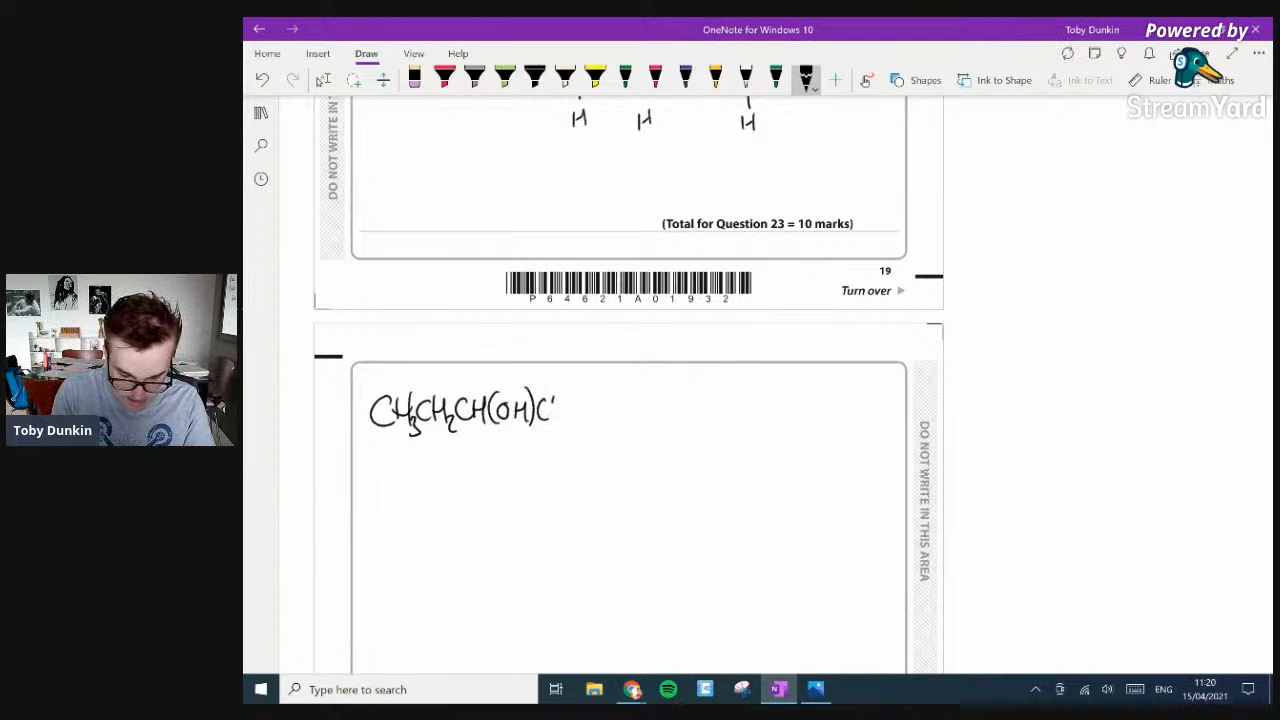 OneNote for Windows 10
Toby Dunkin
Powered by
StreamYard
Home Insert Draw View Help
Shapes Ink to Shape Ink to Text Ruler Maths
DO NOT WRITE IN
H H H
(Total for Question 23 = 10 marks)
19
P 6 4 6 2 1 A 0 1 9 3 2
Turn over
CH3CH2CH(OH)C
DO NOT WRITE IN THIS AREA
Toby Dunkin
Type here to search
ENG
11:20
15/04/2021